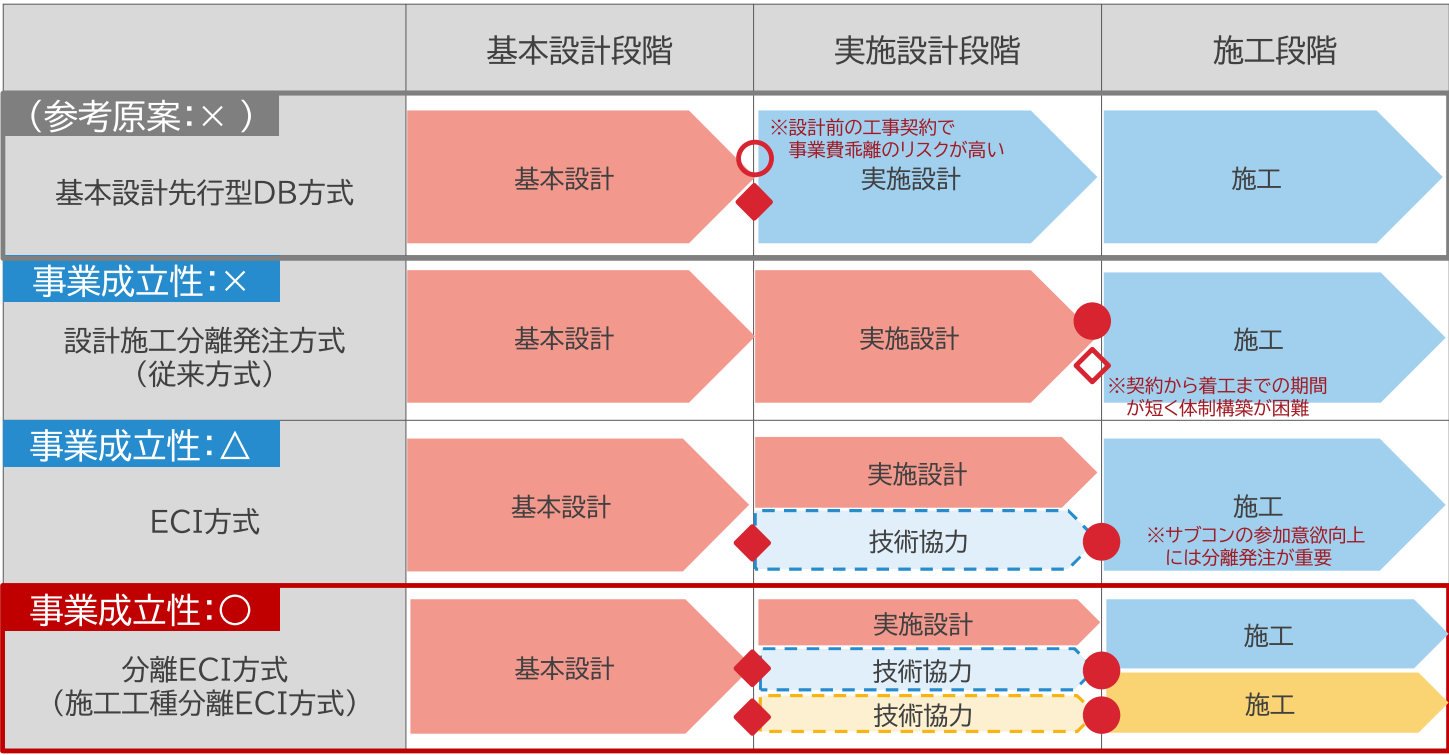 基本設計段階
実施設計段階
施工段階
（参考原案：× ）
基本設計先行型DB方式
基本設計
※設計前の工事契約で
事業費乖離のリスクが高い
実施設計
施工
事業成立性：×
設計施工分離発注方式
（従来方式）
基本設計
実施設計
施工
※契約から着工までの期間
が短く体制構築が困難
事業成立性：△
ECI方式
基本設計
実施設計
技術協力
施工
※サブコンの参加意欲向上
には分離発注が重要
事業成立性：○
分離ECI方式
（施工工種分離ECI方式）
基本設計
実施設計
技術協力
技術協力
施工
施工